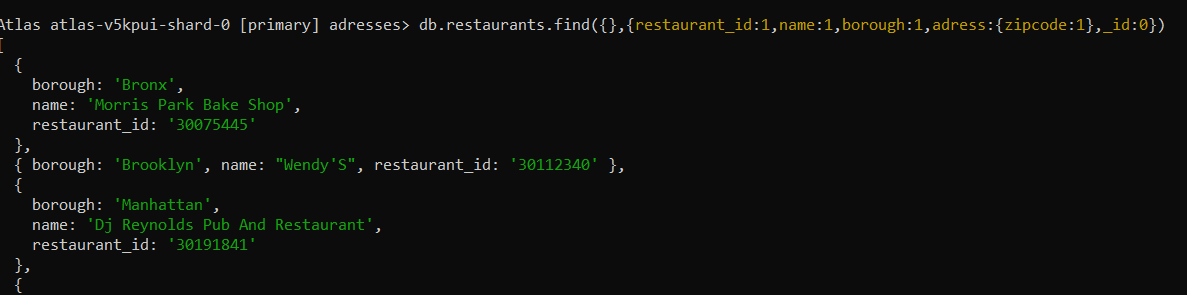 Atlas atlas-v5kpui-shard-0 [primary] adresses> db.restaurants.find({},{restaurant_id:1,name:1,borough:1,adress:{zipcode:1},_id:0})
[
  {
    borough: 'Bronx',
    name: 'Morris Park Bake Shop',
    restaurant_id: '30075445'
  },
  { borough: 'Brooklyn', name: "Wendy'S", restaurant_id: '30112340' },
  {
    borough: 'Manhattan',
    name: 'Dj Reynolds Pub And Restaurant',
    restaurant_id: '30191841'
  },
  {